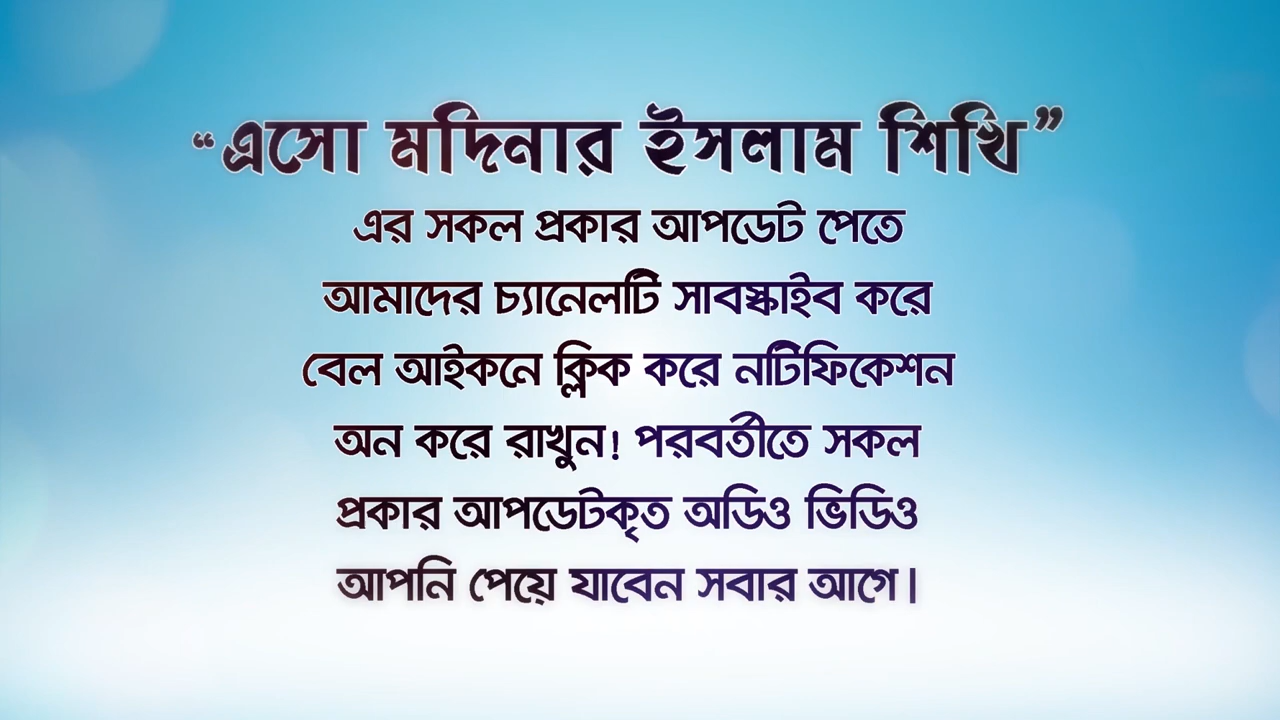 “এসো মদিনার ইসলাম শিখি”
এর সকল প্রকার আপডেট পেতে
আমাদের চ্যানেলটি সাবস্কাইব করে
বেল আইকনে ক্লিক করে নটিফিকেশন
অন করে রাখুন! পরবর্তীতে সকল
প্রকার আপডেটকৃত অডিও ভিডিও
আপনি পেয়ে যাবেন সবার আগে।